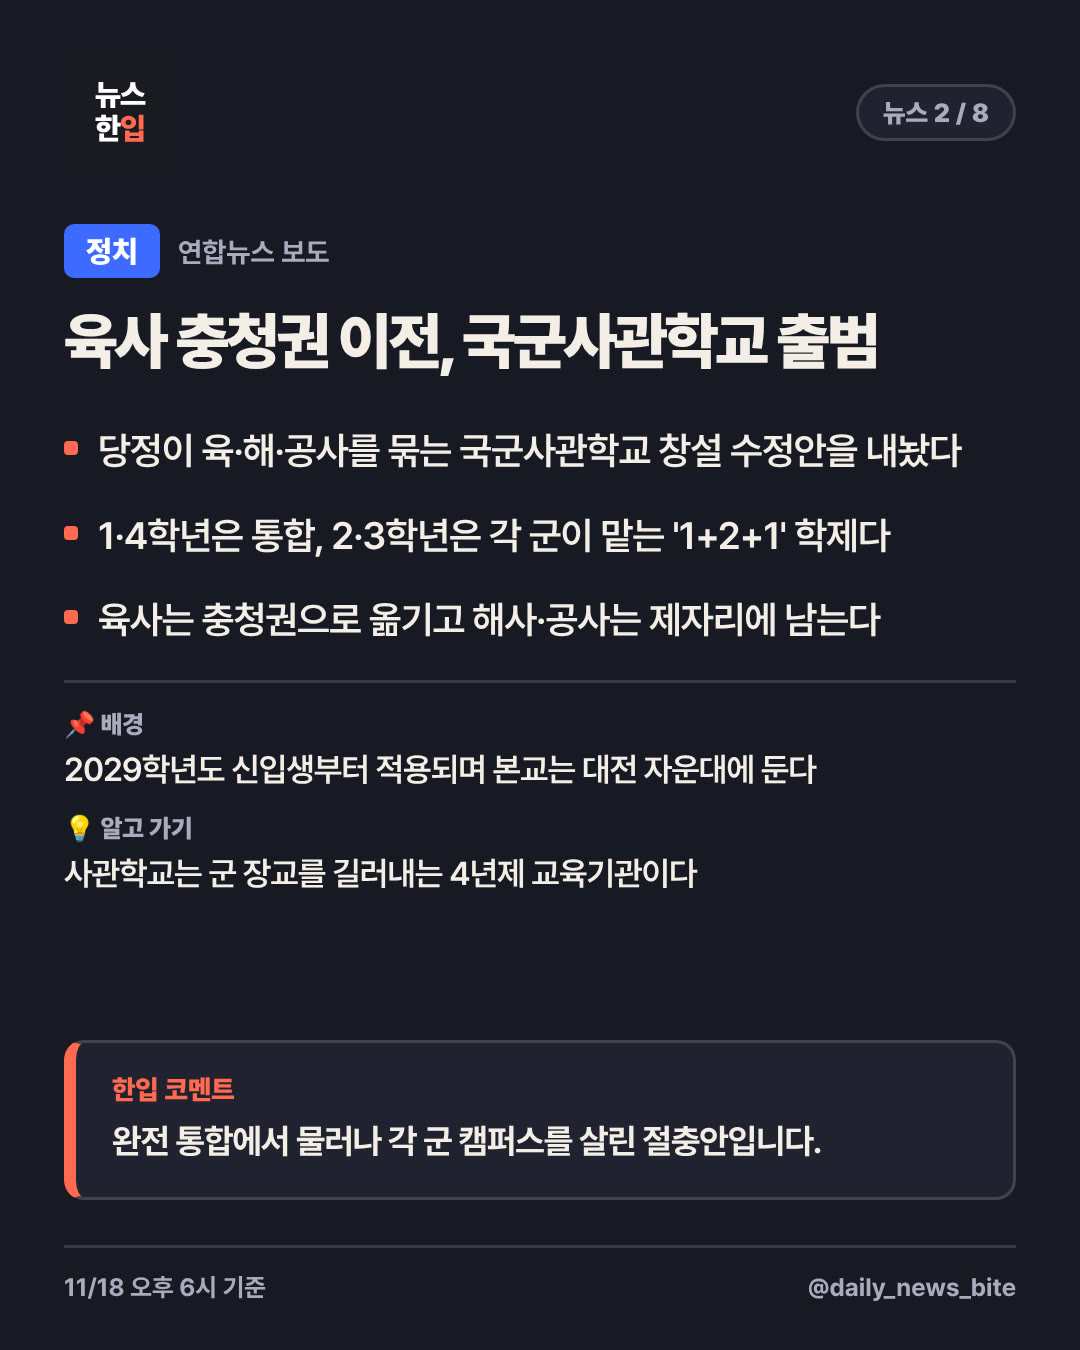 뉴스
한입
뉴스 2 / 8
정치 연합뉴스 보도
육사 충청권 이전, 국군사관학교 출범
당정이 육·해·공사를 묶는 국군사관학교 창설 수정안을 내놨다
1·4학년은 통합, 2·3학년은 각 군이 맡는 '1+2+1' 학제다
육사는 충청권으로 옮기고 해사·공사는 제자리에 남는다
📌 배경
2029학년도 신입생부터 적용되며 본교는 대전 자운대에 둔다
💡 알고 가기
사관학교는 군 장교를 길러내는 4년제 교육기관이다
한입 코멘트
완전 통합에서 물러나 각 군 캠퍼스를 살린 절충안입니다.
11/18 오후 6시 기준
@daily_news_bite